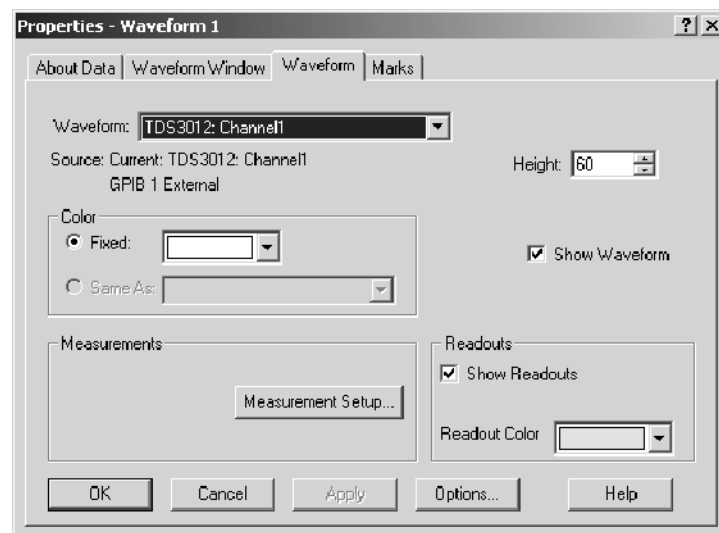 Properties - Waveform 1
About Data Waveform Window Waveform Marks
Waveform: TDS3012: Channel1
Source: Current: TDS3012: Channel1
GPIB 1 External
Height: 60
Color
Fixed:
Show Waveform
Same As:
Measurements
Measurement Setup...
Readouts
Show Readouts
Readout Color
OK Cancel Apply Options... Help